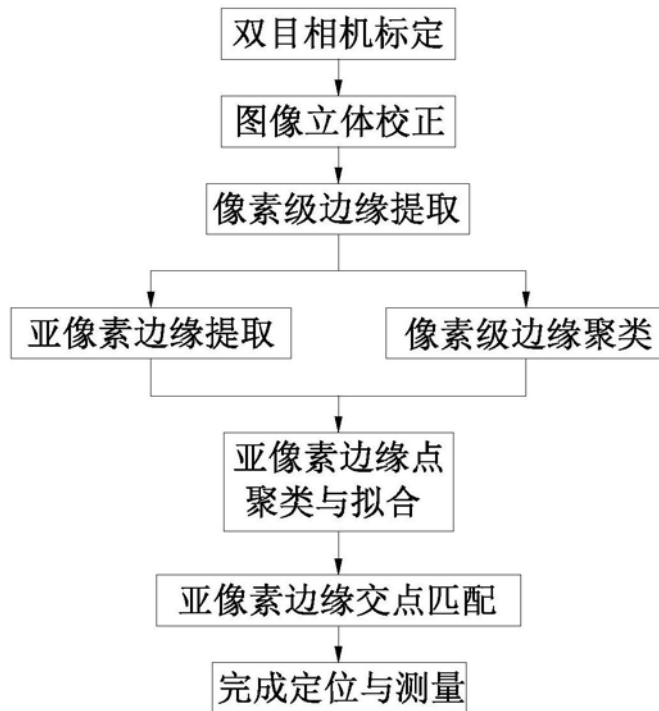 双目相机标定
图像立体校正
像素级边缘提取
亚像素边缘提取
像素级边缘聚类
亚像素边缘点
聚类与拟合
亚像素边缘交点匹配
完成定位与测量